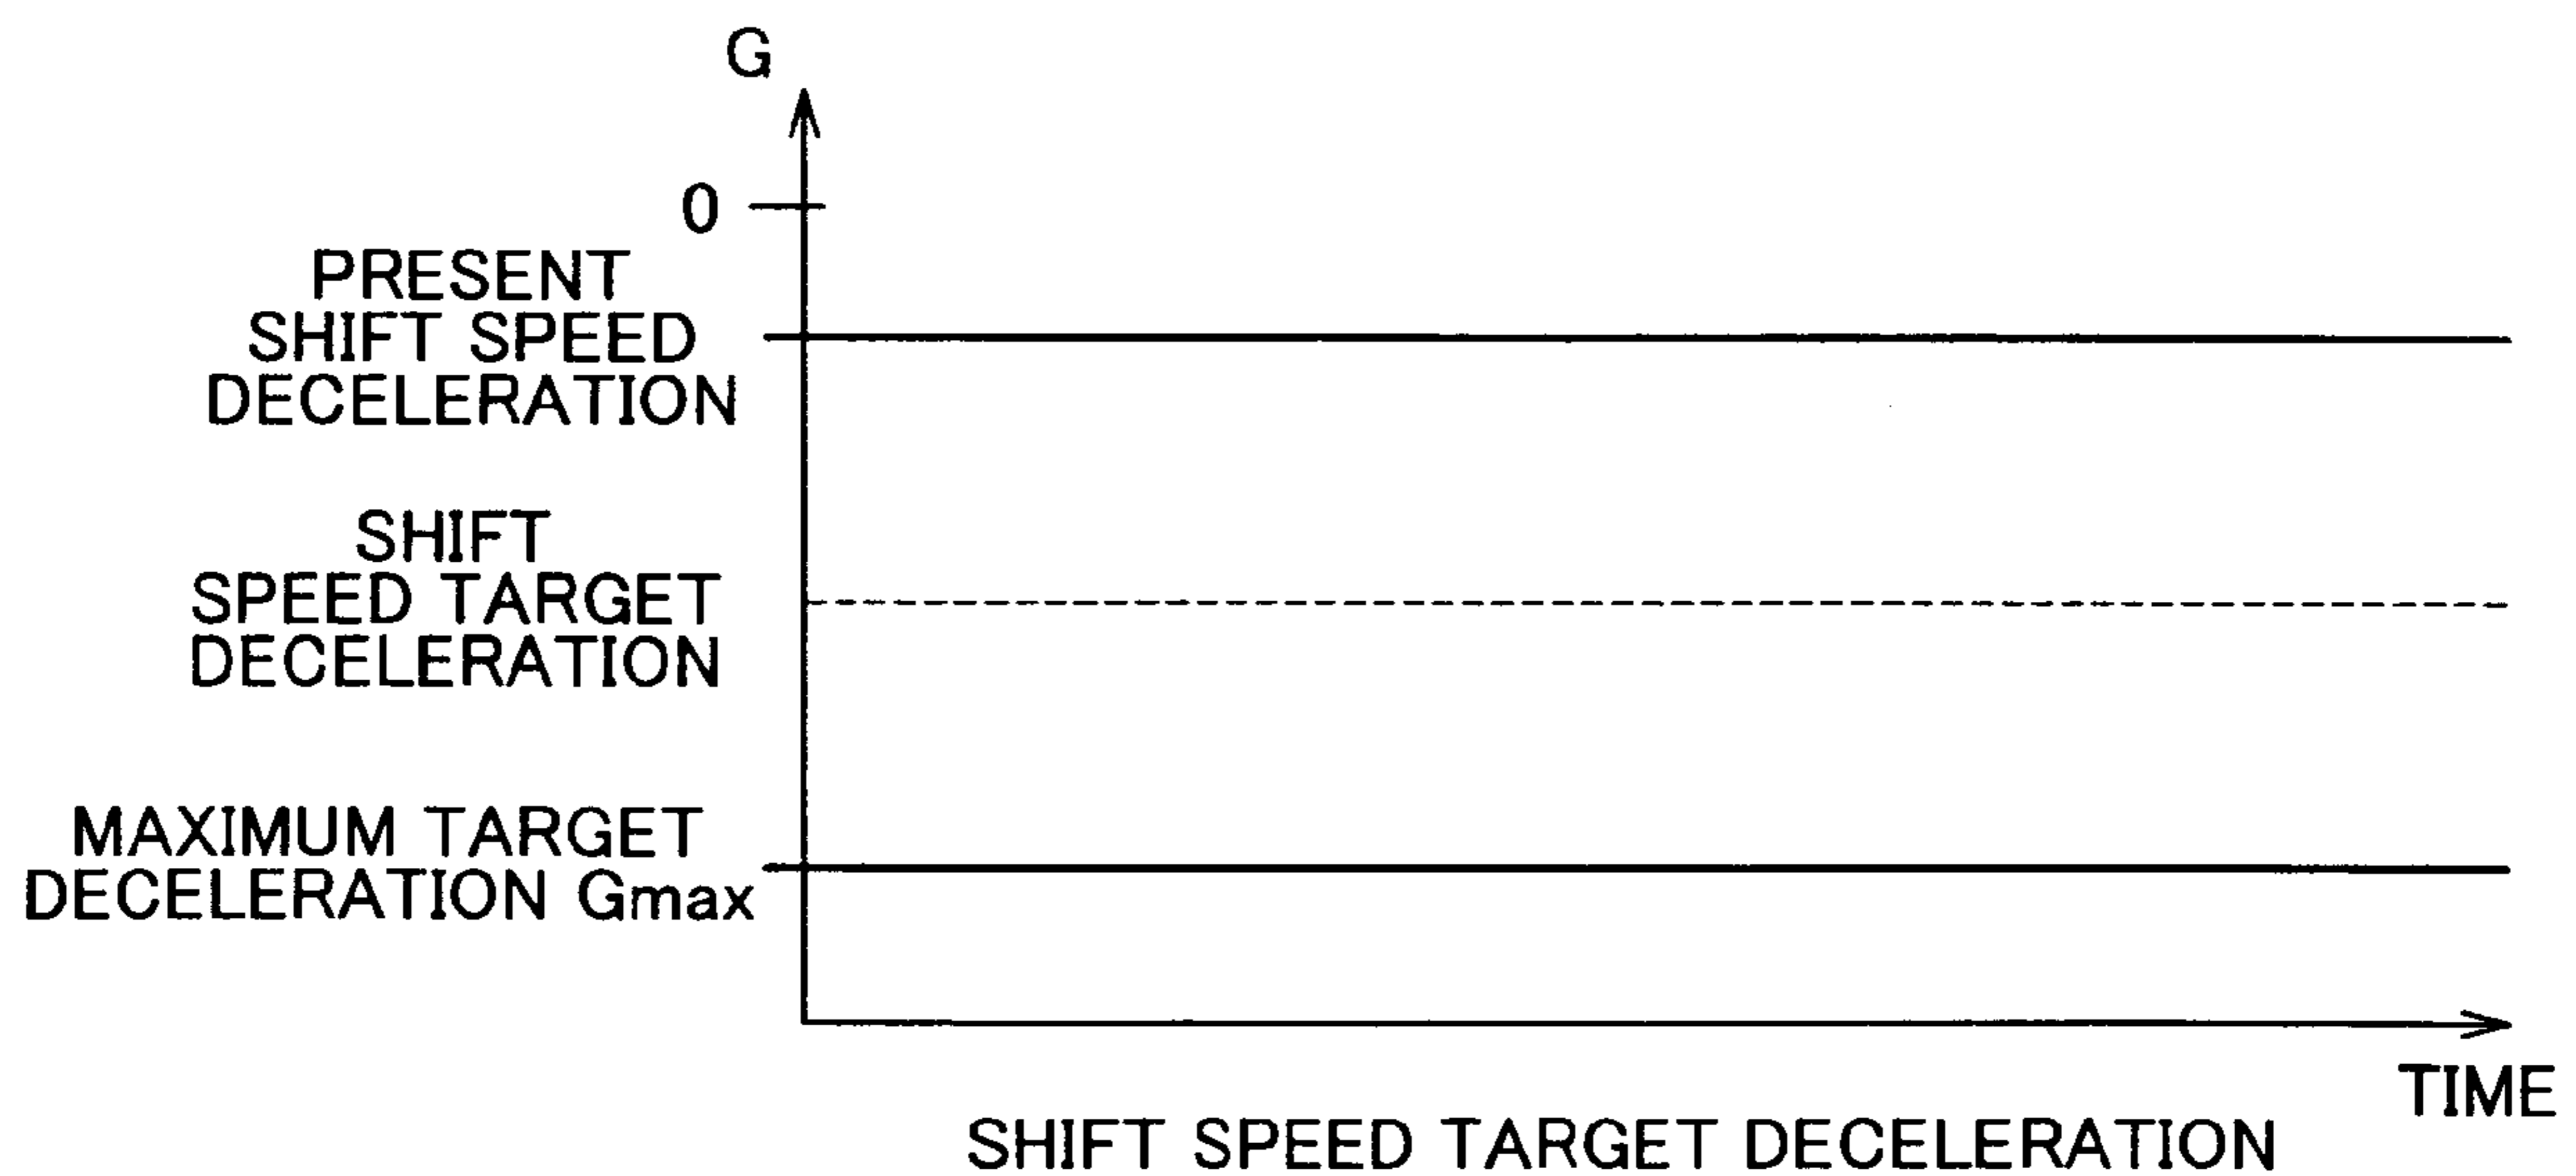 G
0
PRESENT
SHIFT SPEED
DECELERATION
SHIFT
SPEED TARGET
DECELERATION
MAXIMUM TARGET
DECELERATION Gmax
TIME
SHIFT SPEED TARGET DECELERATION